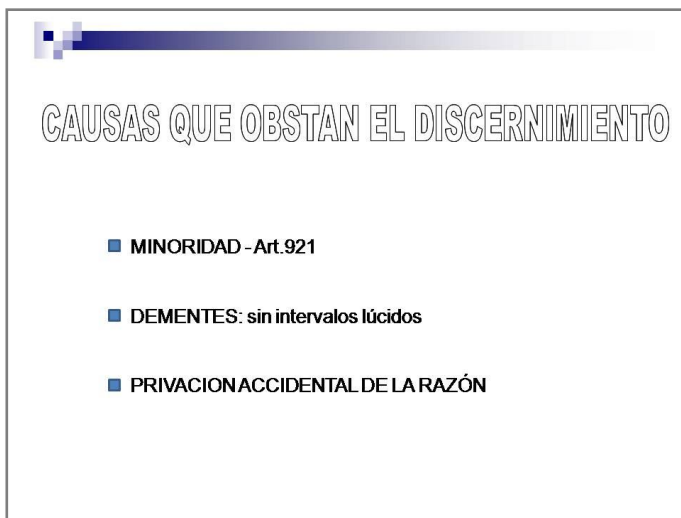 CAUSAS QUE OBSTAN EL DISCERNIMIENTO
MINORIDAD - Art.921
DEMENTES: sin intervalos lúcidos
PRIVACION ACCIDENTAL DE LA RAZÓN